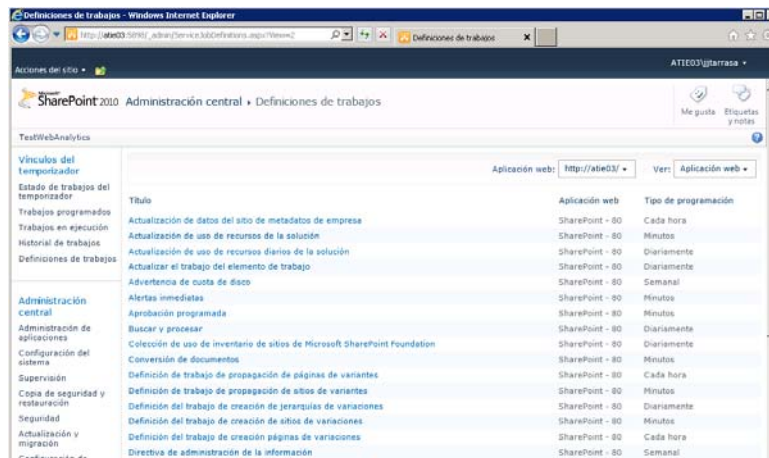 Definiciones de trabajos - Windows Internet Explorer
Definiciones de trabajos
Acciones del sitio
ATIE03\jjtarrasa
Microsoft
SharePoint 2010 Administración central Definiciones de trabajos
Me gusta
Etiquetas y notas
TestWebAnalytics
Vínculos del
temporizador
Estado de trabajos del
temporizador
Trabajos programados
Trabajos en ejecución
Historial de trabajos
Definiciones de trabajos
Administración
central
Administración de
aplicaciones
Configuración del
sistema
Supervisión
Copia de seguridad y
restauración
Seguridad
Actualización y
migración
Configuración de
Aplicación web: http://atie03/ Ver: Aplicación web
Título Aplicación web Tipo de programación
Actualización de datos del sitio de metadatos de empresa SharePoint - 80 Cada hora
Actualización de uso de recursos de la solución SharePoint - 80 Minutos
Actualización de uso de recursos diarios de la solución SharePoint - 80 Diariamente
Actualizar el trabajo del elemento de trabajo SharePoint - 80 Diariamente
Advertencia de cuota de disco SharePoint - 80 Semanal
Alertas inmediatas SharePoint - 80 Minutos
Aprobación programada SharePoint - 80 Minutos
Buscar y procesar SharePoint - 80 Diariamente
Colección de uso de inventario de sitios de Microsoft SharePoint Foundation SharePoint - 80 Diariamente
Conversión de documentos SharePoint - 80 Minutos
Definición de trabajo de propagación de páginas de variantes SharePoint - 80 Cada hora
Definición de trabajo de propagación de sitios de variantes SharePoint - 80 Minutos
Definición del trabajo de creación de jerarquías de variaciones SharePoint - 80 Diariamente
Definición del trabajo de creación de sitios de variaciones SharePoint - 80 Minutos
Definición del trabajo de creación páginas de variaciones SharePoint - 80 Cada hora
Directiva de administración de la información SharePoint - 80 Semanal